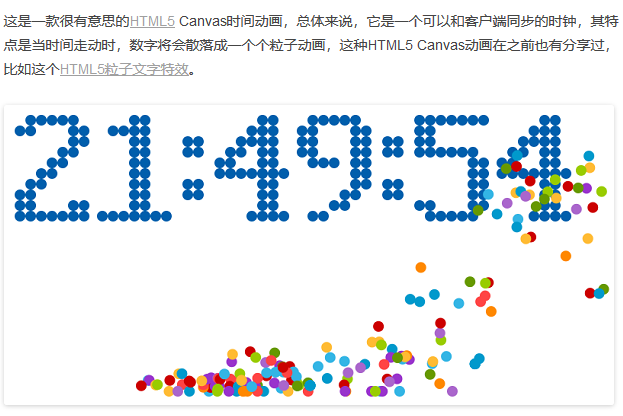 这是一款很有意思的HTML5 Canvas时间动画，总体来说，它是一个可以和客户端同步的时钟，其特
点是当时间走动时，数字将会散落成一个个粒子动画，这种HTML5 Canvas动画在之前也有分享过，
比如这个HTML5粒子文字特效。
21:49:54